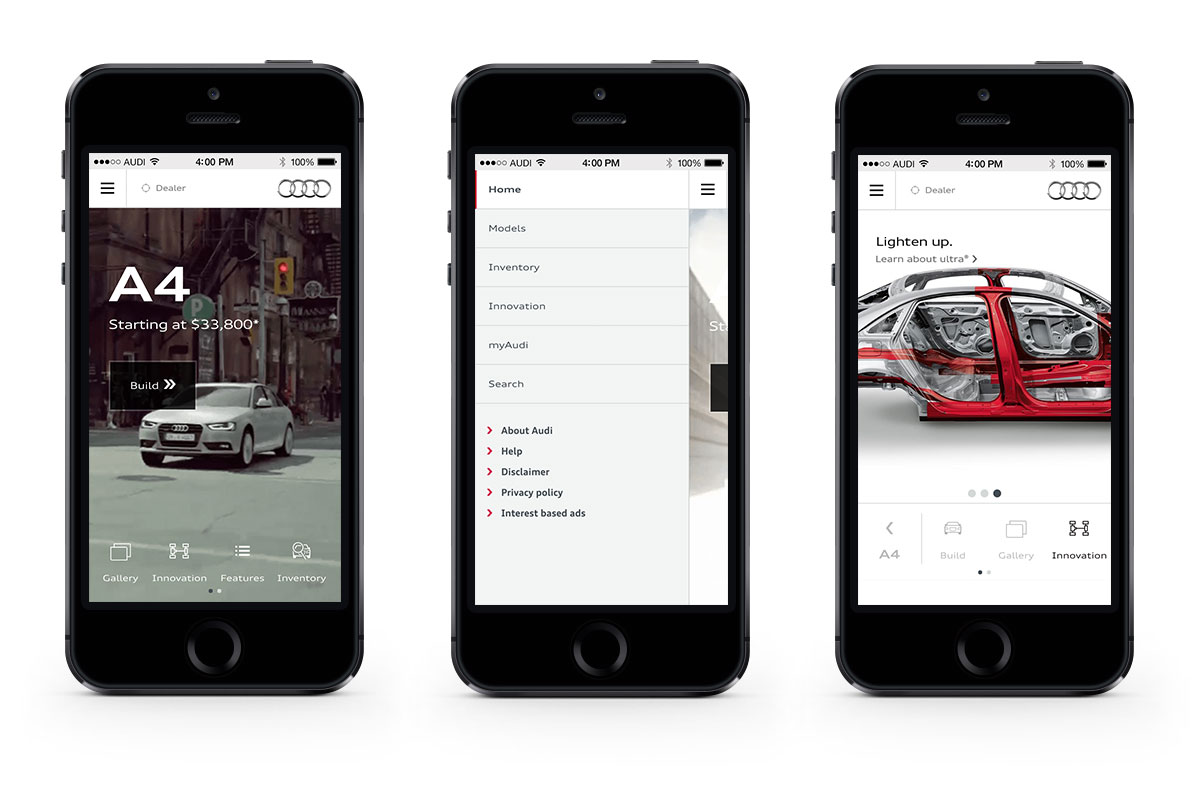 ●●●○○ AUDI 4:00 PM 100%
Dealer
A4
Starting at $33,800*
Build »
P
Gallery Innovation Features Inventory
●●●○○ AUDI 4:00 PM 100%
Home
Models
Inventory
Innovation
myAudi
Search
St
> About Audi
> Help
> Disclaimer
> Privacy policy
> Interest based ads
●●●○○ AUDI 4:00 PM 100%
Dealer
Lighten up.
Learn about ultra® >
< A4 Build Gallery Innovation